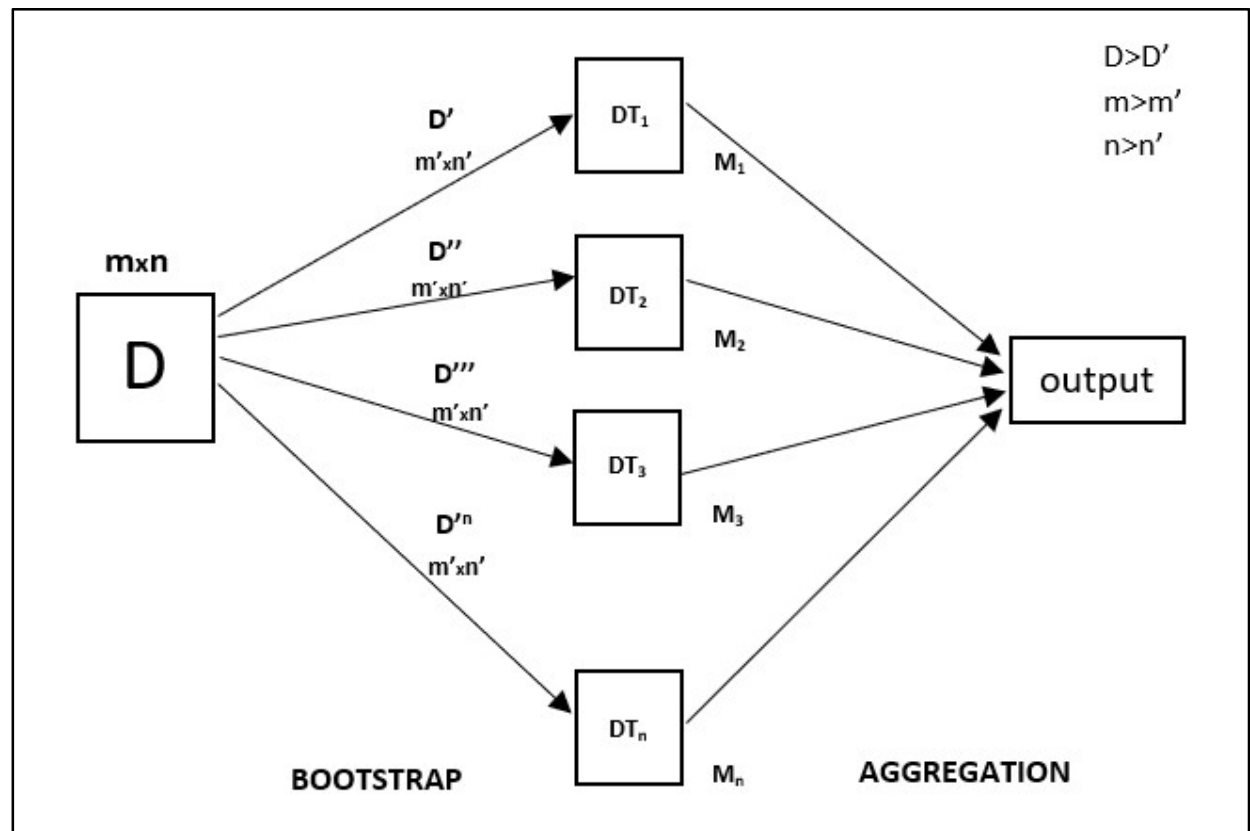 D>D’
m>m’
n>n’
DT₁
D’
m’ₓn’
M₁
D’’
m’ₓn’
DT₂
M₂
mxn
D
D’’’
m’ₓn’
DT₃
M₃
output
D’ⁿ
m’ₓn’
DTₙ
Mₙ
BOOTSTRAP
AGGREGATION